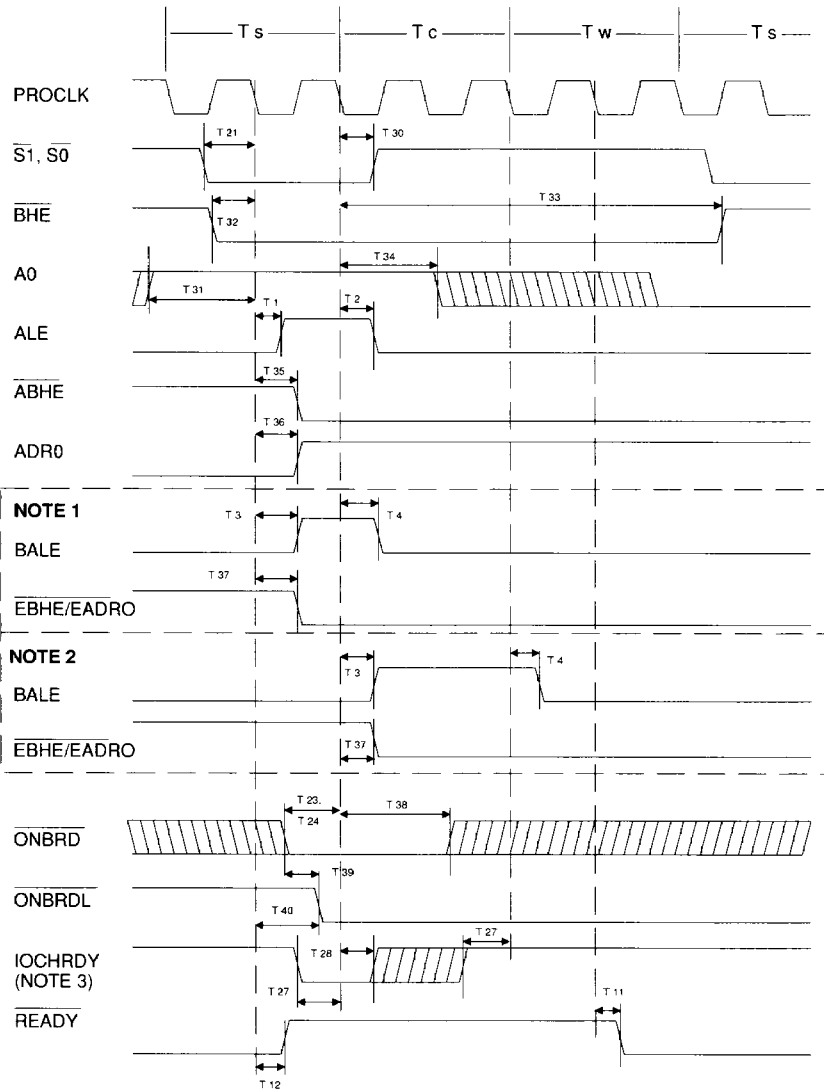 T s T c T w T s
PROCLK
T 21 T 30
S1, S0
T 33
BHE
T 32
T 34
A0
T 31
T 1 T 2
ALE
T 35
ABHE
T 36
ADR0
NOTE 1
T 3 T 4
BALE
T 37
EBHE/EADRO
NOTE 2
T 3 T 4
BALE
EBHE/EADRO
T 37
T 23, T 38
T 24
ONBRD
T 39
ONBRDL
T 40
T 27
T 28
IOCHRDY
(NOTE 3)
T 27
T 11
READY
T 12